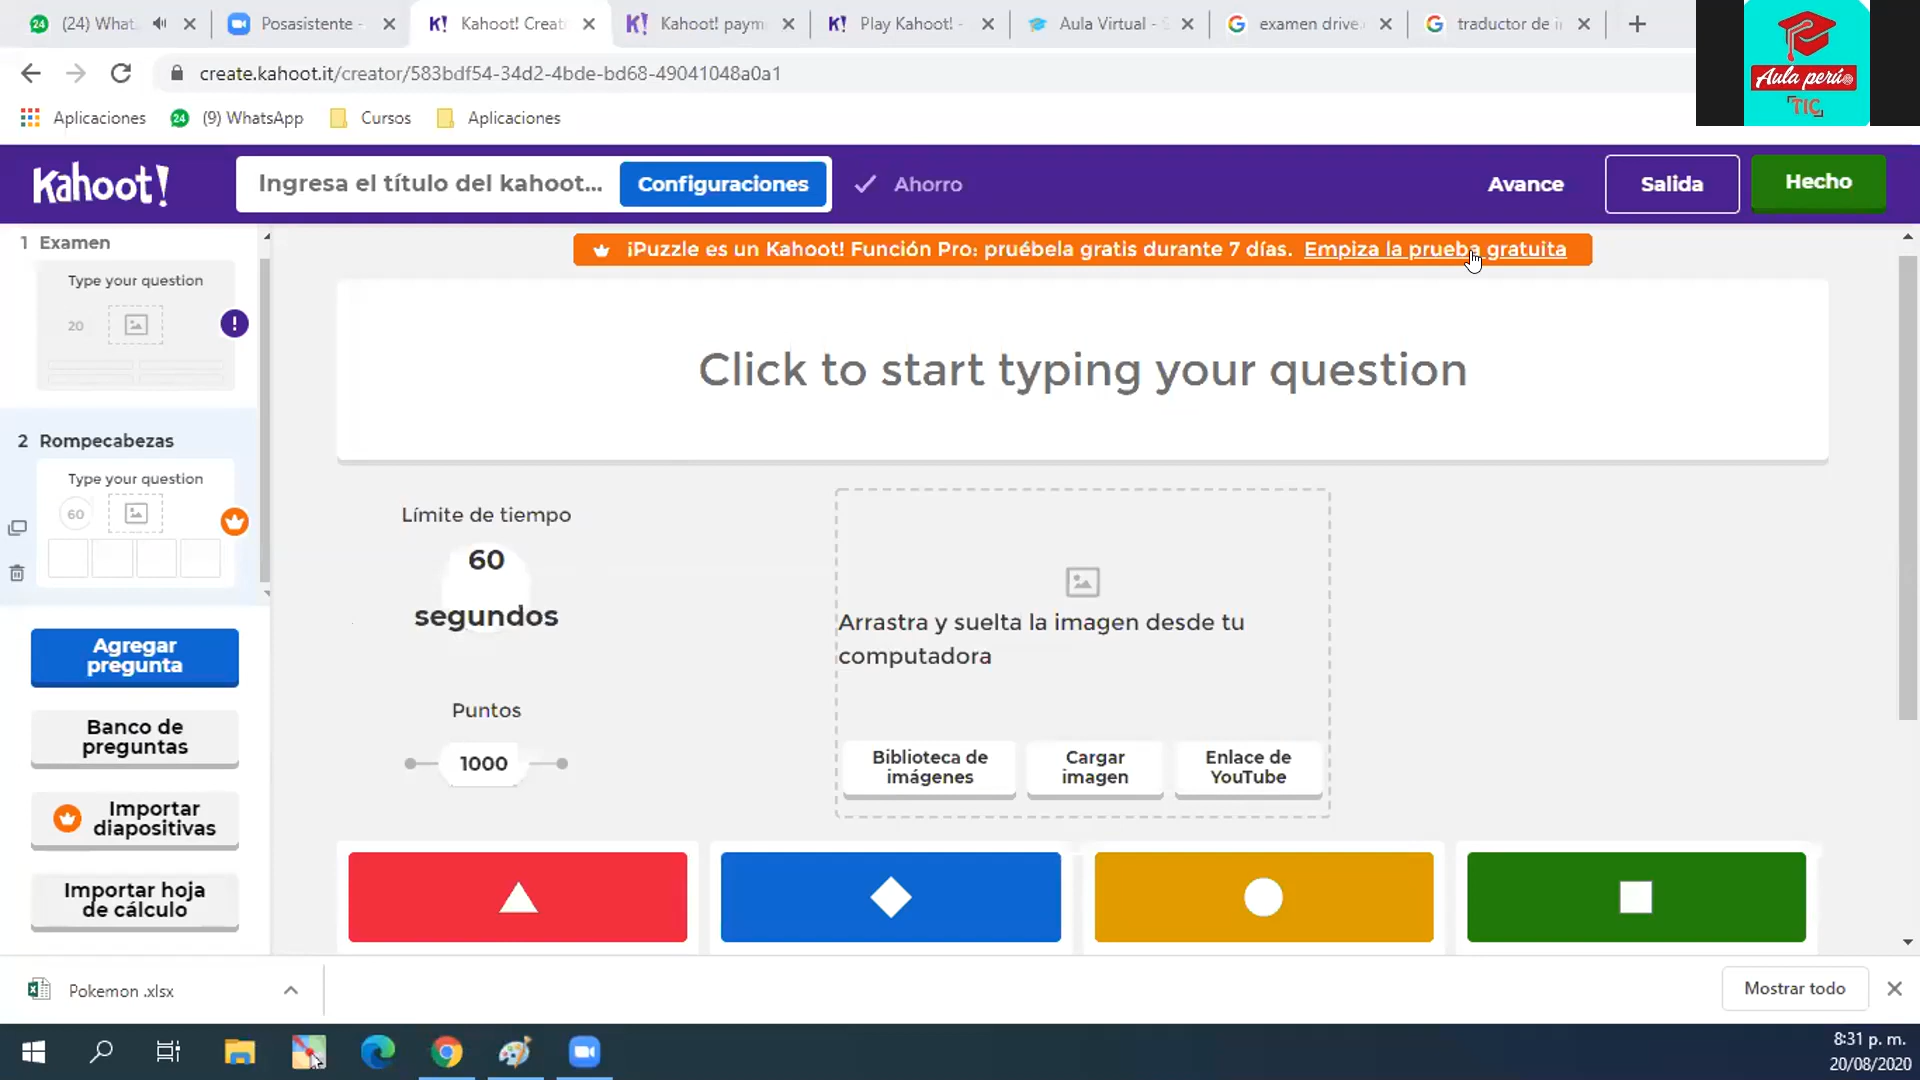 (24) What
Posasistente -
Kahoot! Creat
Kahoot! paym
Play Kahoot! -
Aula Virtual -
examen drive
traductor de i
create.kahoot.it/creator/583bdf54-34d2-4bde-bd68-49041048a0a1
Aplicaciones
24
(9) WhatsApp
Cursos
Aplicaciones
Aula perú
TIC
Kahoot!
Ingresa el título del kahoot...
Configuraciones
Ahorro
Avance
Salida
Hecho
1 Examen
Type your question
20
¡Puzzle es un Kahoot! Función Pro: pruébela gratis durante 7 días. Empiza la prueba gratuita
Click to start typing your question
2 Rompecabezas
Type your question
60
Límite de tiempo
60
segundos
Puntos
1000
Arrastra y suelta la imagen desde tu
computadora
Biblioteca de
imágenes
Cargar
imagen
Enlace de
YouTube
Agregar
pregunta
Banco de
preguntas
Importar
diapositivas
Importar hoja
de cálculo
Pokemon .xlsx
Mostrar todo
8:31 p. m.
20/08/2020